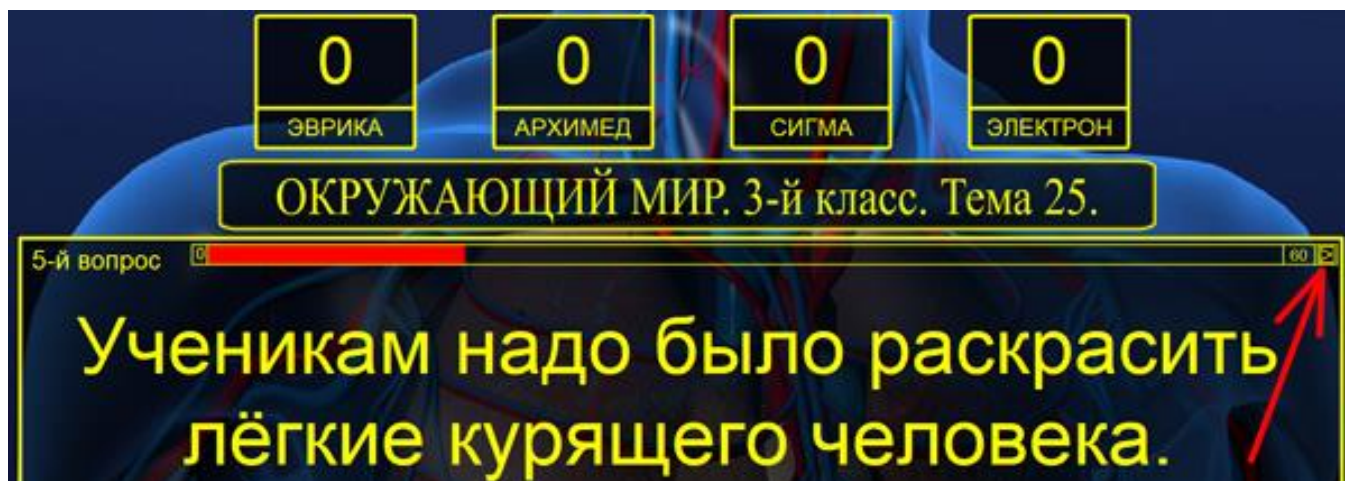 0 0 0 0
ЭВРИКА АРХИМЕД СИГМА ЭЛЕКТРОН
ОКРУЖАЮЩИЙ МИР. 3-й класс. Тема 25.
5-й вопрос 0 60 >
Ученикам надо было раскрасить
лёгкие курящего человека.